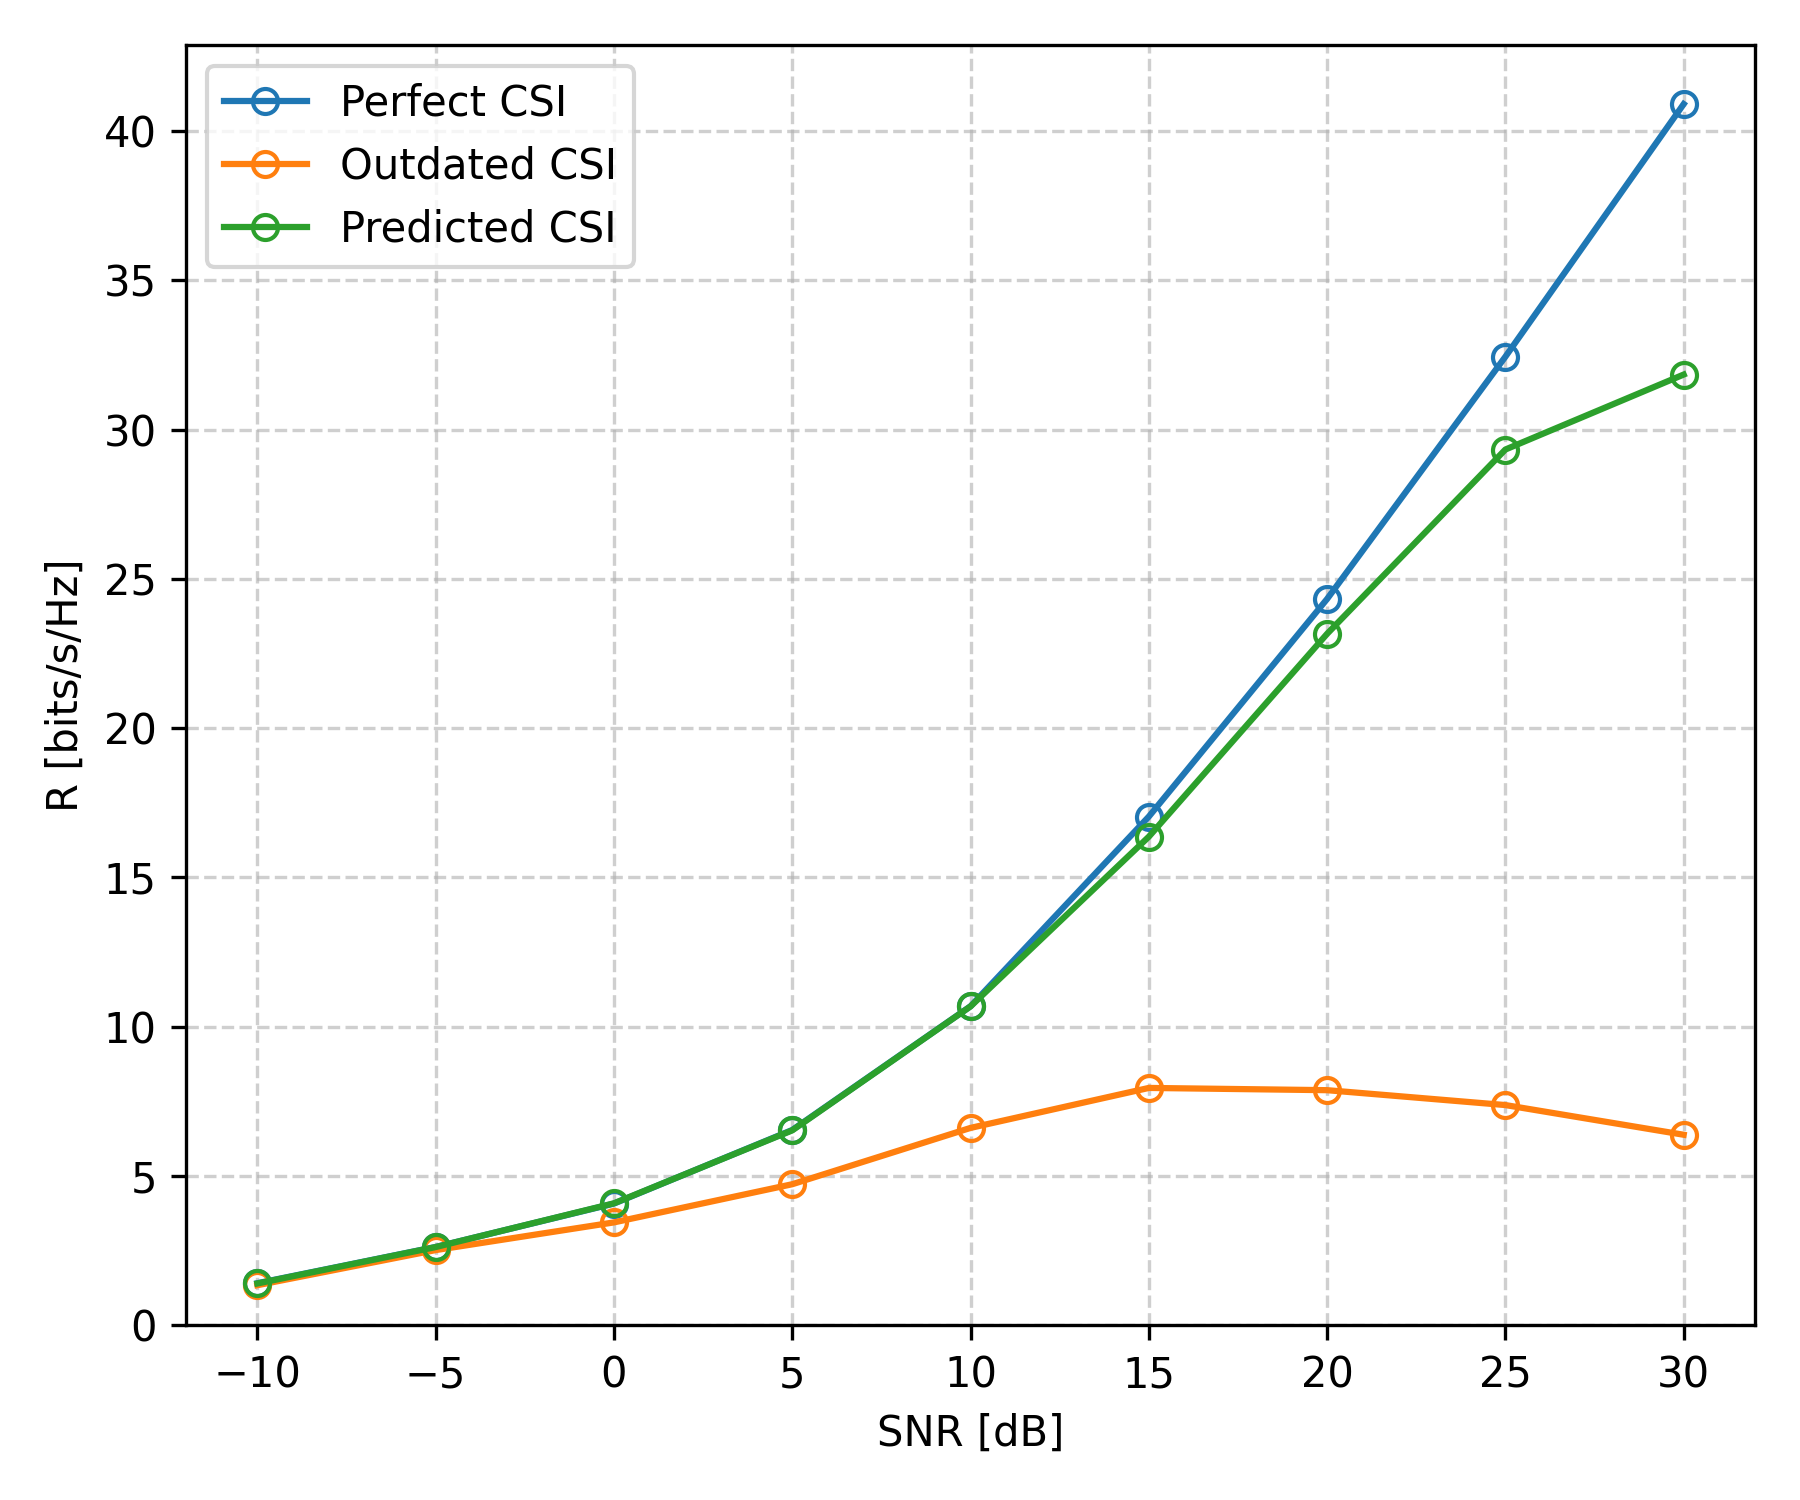 Perfect CSI
Outdated CSI
Predicted CSI
40
35
30
25
20
15
10
5
0
R [bits/s/Hz]
−10 −5 0 5 10 15 20 25 30
SNR [dB]